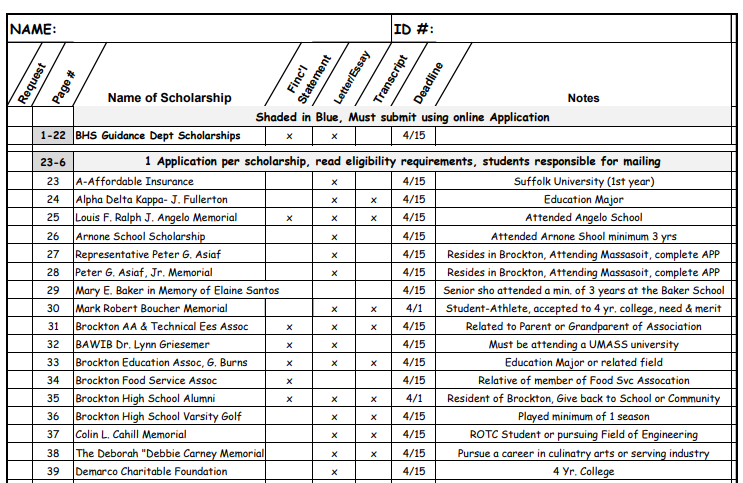 NAME: ID #:
Request Page # Name of Scholarship Finc'l Statement Letter/Essay Transcript Deadline Notes
Shaded in Blue, Must submit using online Application
1-22 BHS Guidance Dept Scholarships x x 4/15
23-6 1 Application per scholarship, read eligibility requirements, students responsible for mailing
23 A-Affordable Insurance x 4/15 Suffolk University (1st year)
24 Alpha Delta Kappa- J. Fullerton x x 4/15 Education Major
25 Louis F. Ralph J. Angelo Memorial x x x 4/15 Attended Angelo School
26 Arnone School Scholarship x 4/15 Attended Arnone Shool minimum 3 yrs
27 Representative Peter G. Asiaf x 4/15 Resides in Brockton, Attending Massasoit, complete APP
28 Peter G. Asiaf, Jr. Memorial x 4/15 Resides in Brockton, Attending Massasoit, complete APP
29 Mary E. Baker in Memory of Elaine Santos 4/15 Senior sho attended a min. of 3 years at the Baker School
30 Mark Robert Boucher Memorial x x 4/1 Student-Athlete, accepted to 4 yr. college, need & merit
31 Brockton AA & Technical Ees Assoc x x x 4/15 Related to Parent or Grandparent of Association
32 BAWIB Dr. Lynn Griesemer x x 4/15 Must be attending a UMASS university
33 Brockton Education Assoc, G. Burns x x x 4/15 Education Major or related field
34 Brockton Food Service Assoc x 4/15 Relative of member of Food Svc Assocation
35 Brockton High School Alumni x x x 4/1 Resident of Brockton, Give back to School or Community
36 Brockton High School Varsity Golf x x 4/15 Played minimum of 1 season
37 Colin L. Cahill Memorial x x 4/15 ROTC Student or pursuing Field of Engineering
38 The Deborah "Debbie Carney Memorial x x 4/15 Pursue a career in culinatry arts or serving industry
39 Demarco Charitable Foundation x 4/15 4 Yr. College